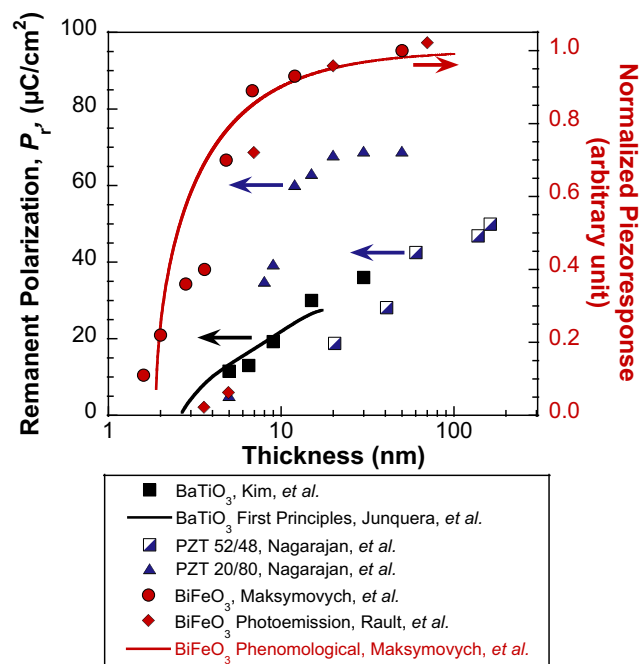 Remanent Polarization, Pr, (µC/cm²)
100
80
60
40
20
0
1
10
100
Thickness (nm)
1.0
0.8
0.6
0.4
0.2
0.0
Normalized Piezoresponse
(arbitrary unit)
BaTiO₃, Kim, et al.
BaTiO₃ First Principles, Junquera, et al.
PZT 52/48, Nagarajan, et al.
PZT 20/80, Nagarajan, et al.
BiFeO₃, Maksymovych, et al.
BiFeO₃ Photoemission, Rault, et al.
BiFeO₃ Phenomological, Maksymovych, et al.